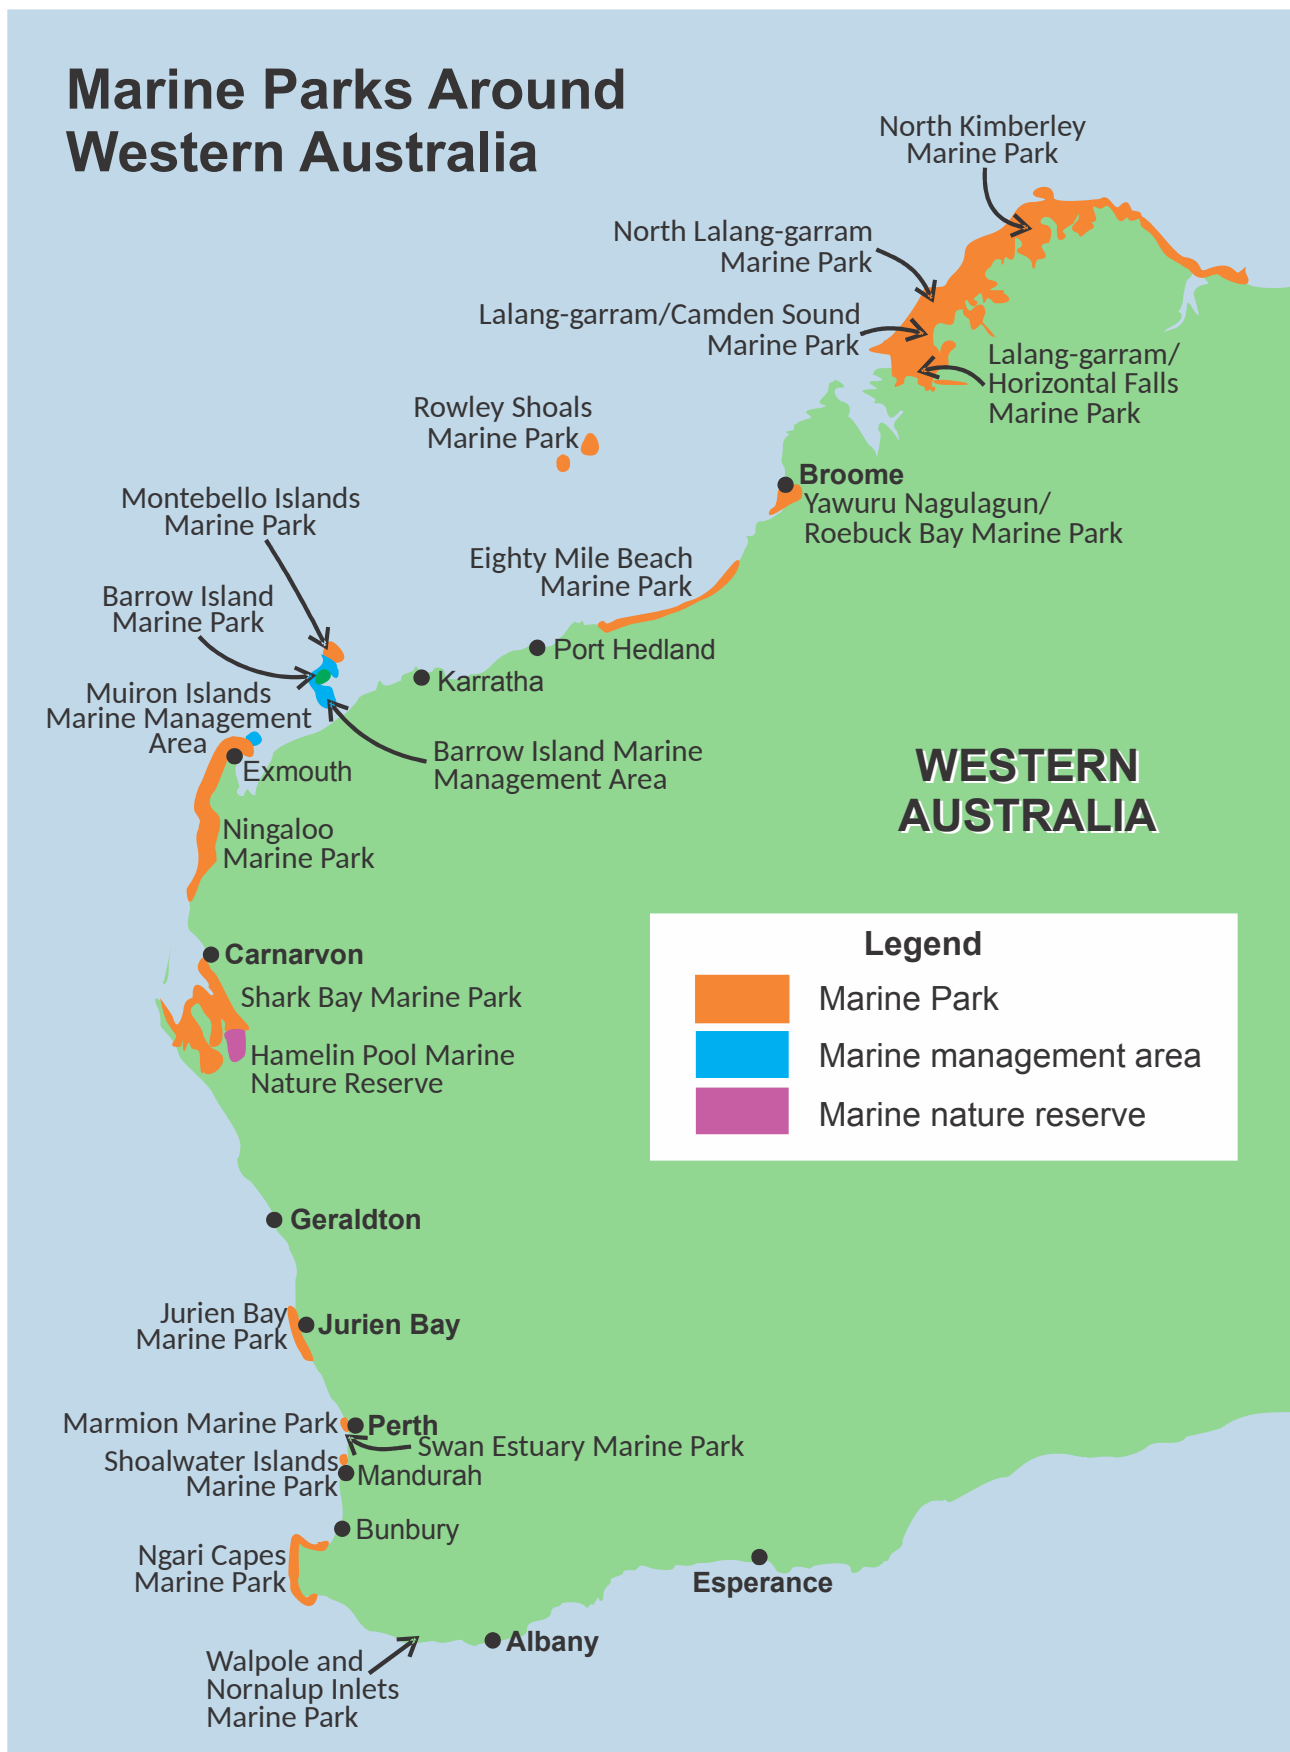 Marine Parks Around
Western Australia
North Kimberley
Marine Park
North Lalang-garram
Marine Park
Lalang-garram/Camden Sound
Marine Park
Lalang-garram/
Horizontal Falls
Marine Park
Rowley Shoals
Marine Park
Broome
Yawuru Nagulagun/
Roebuck Bay Marine Park
Montebello Islands
Marine Park
Eighty Mile Beach
Marine Park
Barrow Island
Marine Park
Port Hedland
Karratha
Muiron Islands
Marine Management
Area
Barrow Island Marine
Management Area
Exmouth
WESTERN
AUSTRALIA
Ningaloo
Marine Park
Legend
Marine Park
Marine management area
Marine nature reserve
Carnarvon
Shark Bay Marine Park
Hamelin Pool Marine
Nature Reserve
Geraldton
Jurien Bay
Marine Park
Jurien Bay
Marmion Marine Park
Perth
Swan Estuary Marine Park
Shoalwater Islands
Marine Park
Mandurah
Bunbury
Ngari Capes
Marine Park
Esperance
Albany
Walpole and
Nornalup Inlets
Marine Park